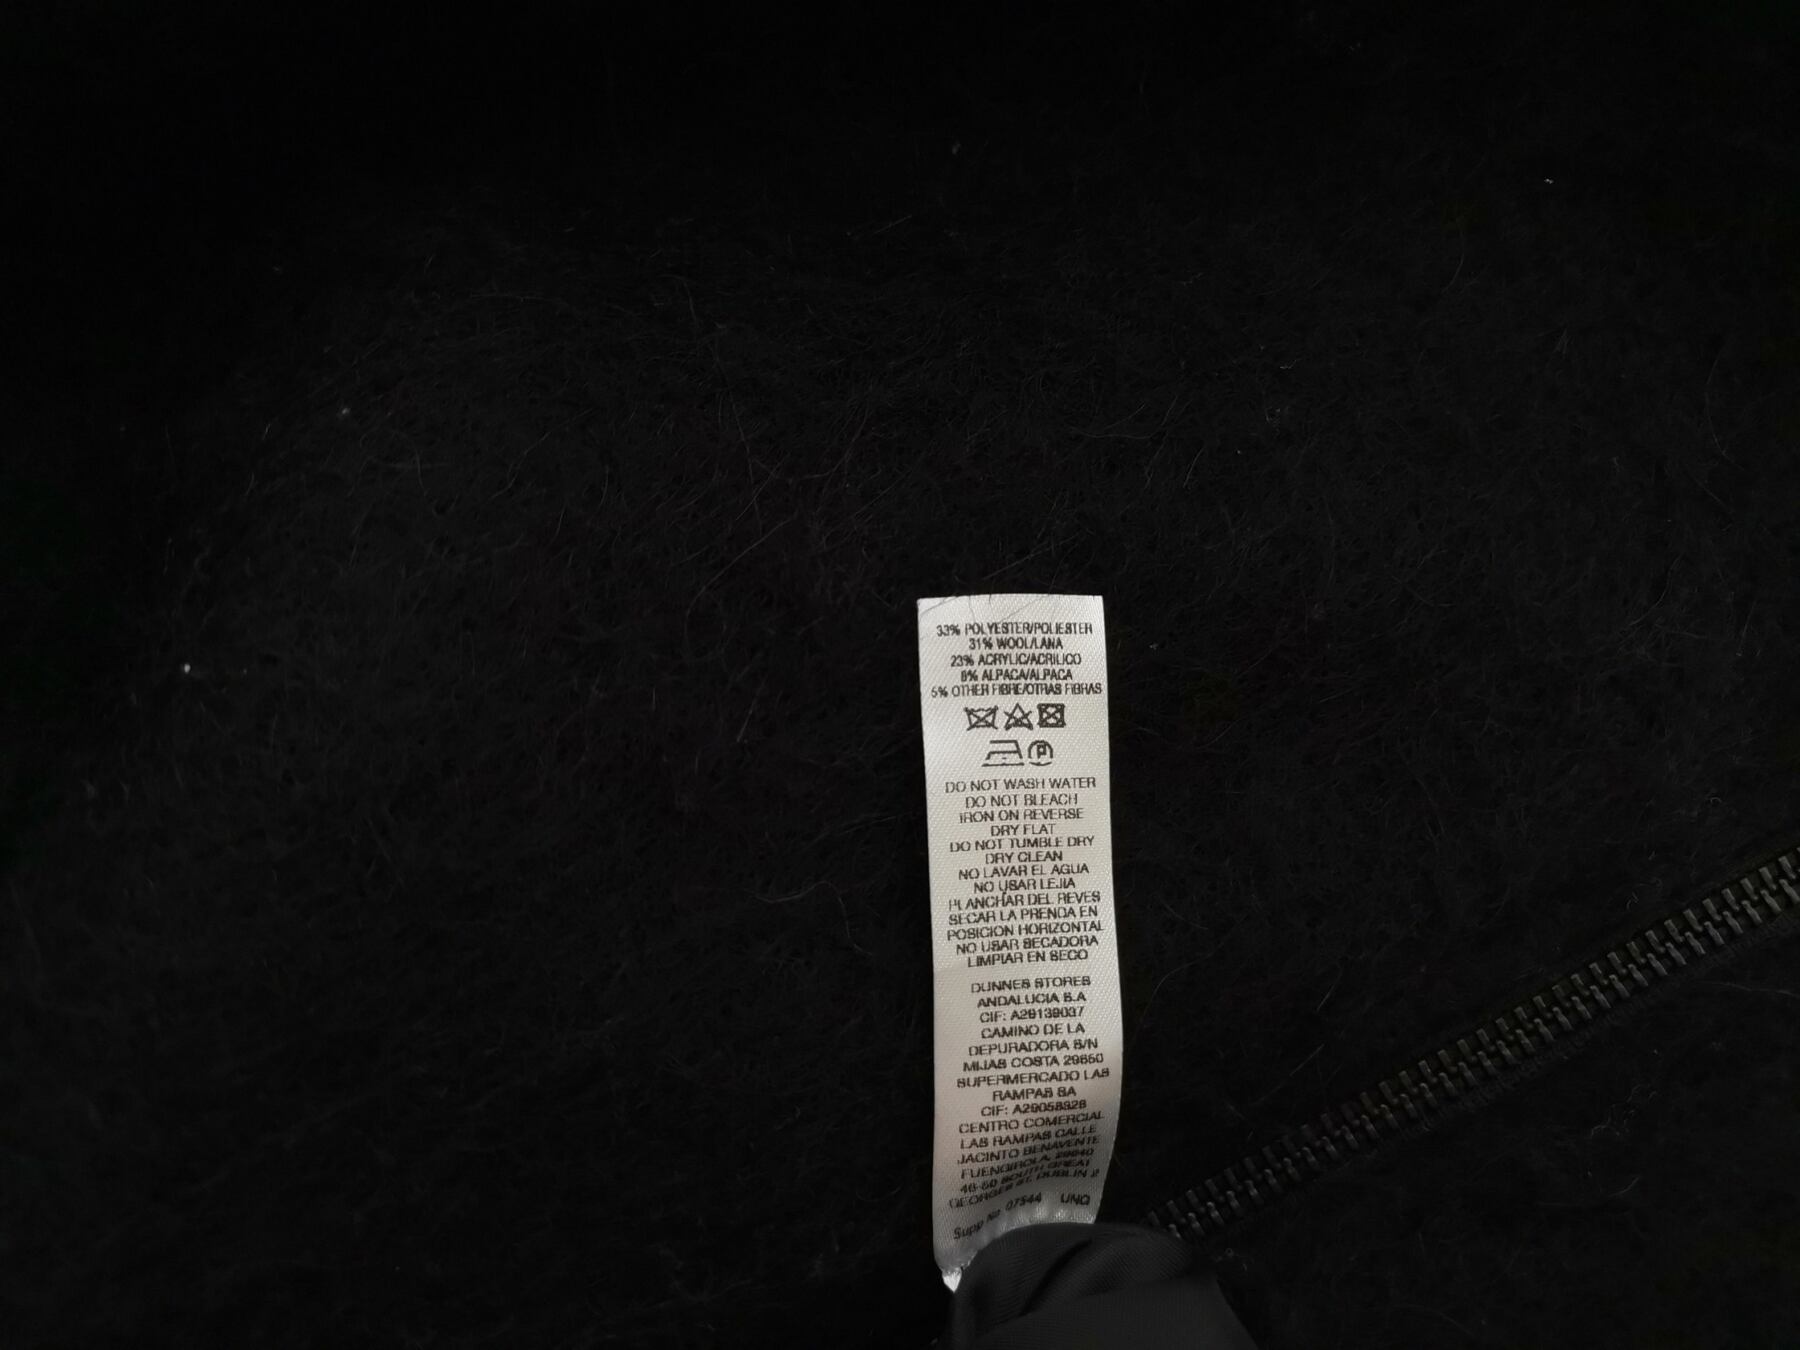 33% POLYESTER/POLIESTER
31% WOOL/LANA
23% ACRYLIC/ACRILICO
8% ALPACA/ALPACA
5% OTHER FIBRE/OTRAS FIBRAS
P
DO NOT WASH WATER
DO NOT BLEACH
IRON ON REVERSE
DRY FLAT
DO NOT TUMBLE DRY
DRY CLEAN
NO LAVAR EL AGUA
NO USAR LEJIA
PLANCHAR DEL REVES
SECAR LA PRENDA EN
POSICION HORIZONTAL
NO USAR SECADORA
LIMPIAR EN SECO
DUNNES STORES
ANDALUCIA S.A
CIF: A29139037
CAMINO DE LA
DEPURADORA S/N
MIJAS COSTA 29650
SUPERMERCADO LAS
RAMPAS SA
CIF: A29058328
CENTRO COMERCIAL
LAS RAMPAS CALLE
JACINTO BENAVENTE
FUENGIROLA, 29640
46-50 SOUTH GREAT
GEORGES ST, DUBLIN 2
Supp No 07544 UNQ